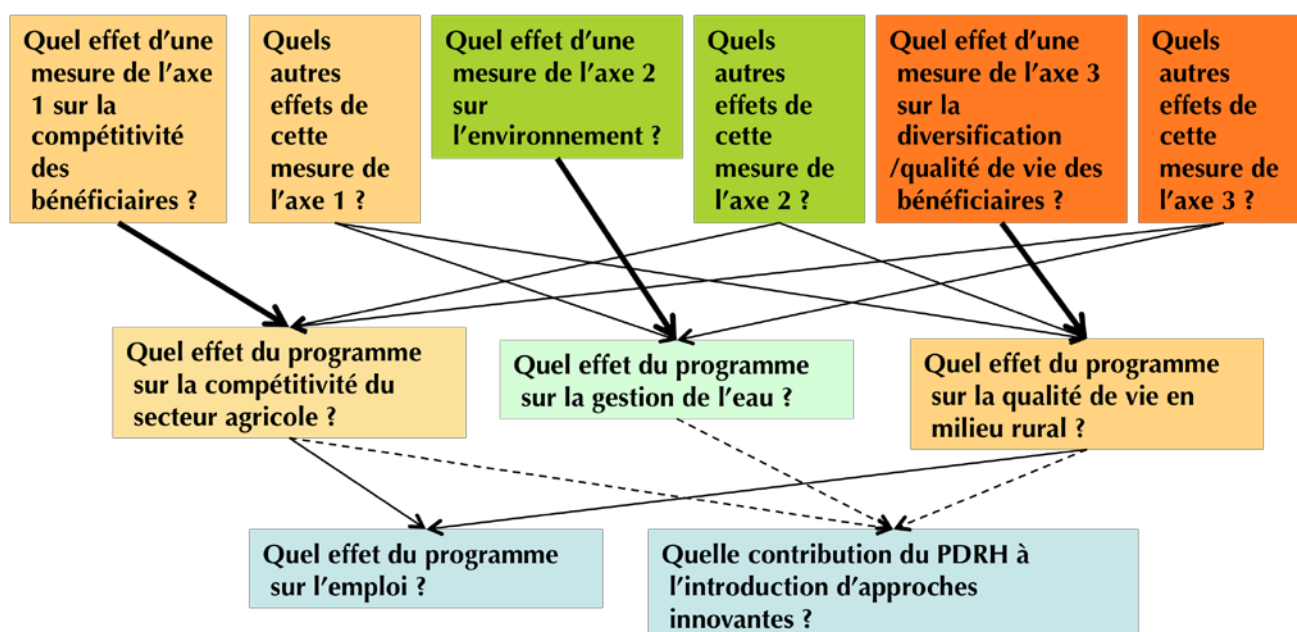 Quel effet d’une
mesure de l’axe
1 sur la
compétitivité
des
bénéficiaires ?
Quels
autres
effets de
cette
mesure de
l’axe 1 ?
Quel effet d’une
mesure de l’axe 2
sur
l’environnement ?
Quels
autres
effets de
cette
mesure de
l’axe 2 ?
Quel effet d’une
mesure de l’axe 3
sur la
diversification
/qualité de vie des
bénéficiaires ?
Quels
autres
effets de
cette
mesure de
l’axe 3 ?
Quel effet du programme
sur la compétitivité du
secteur agricole ?
Quel effet du programme
sur la gestion de l’eau ?
Quel effet du programme
sur la qualité de vie en
milieu rural ?
Quel effet du programme
sur l’emploi ?
Quelle contribution du PDRH à
l’introduction d’approches
innovantes ?